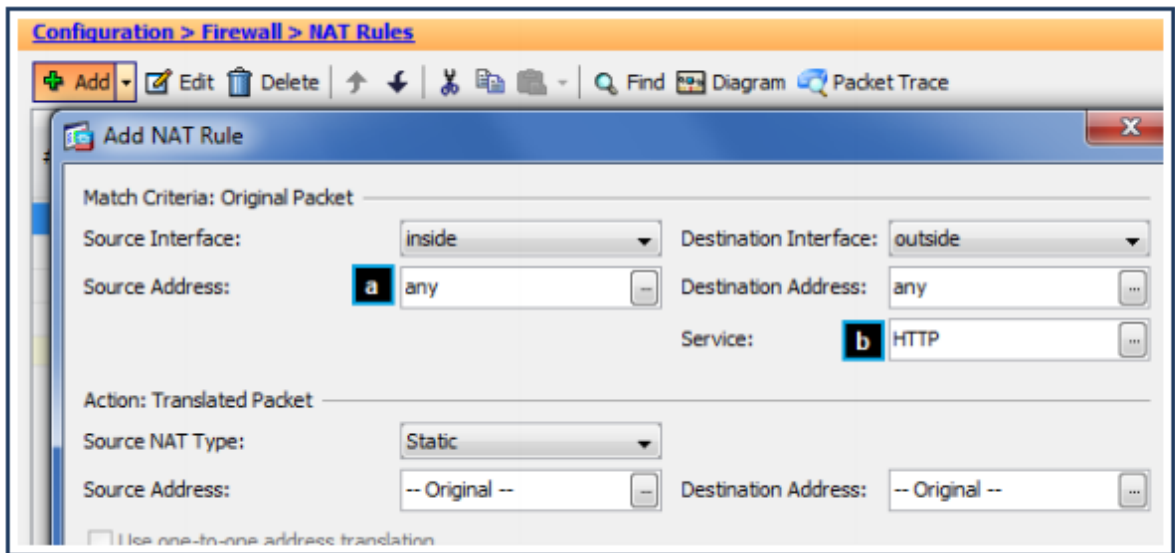 Configuration > Firewall > NAT Rules
Add Edit Delete Find Diagram Packet Trace
Add NAT Rule
Match Criteria: Original Packet
Source Interface: inside Destination Interface: outside
Source Address: a any Destination Address: any
Service: b HTTP
Action: Translated Packet
Source NAT Type: Static
Source Address: -- Original -- Destination Address: -- Original --
Use one-to-one address translation